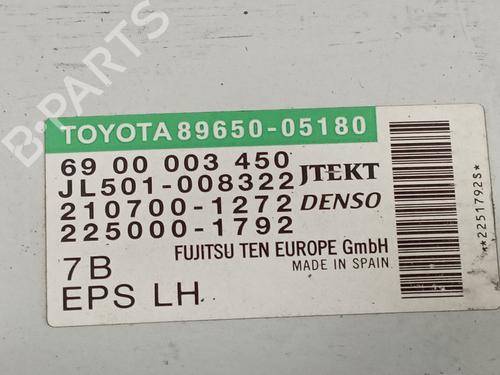 B-PARTS
TOYOTA 89650-05180
69 00 003 450
JL501-008322 JTEKT
210700-1272 DENSO
225000-1792
FUJITSU TEN EUROPE GmbH
7B MADE IN SPAIN
EPS LH
**2251792S*